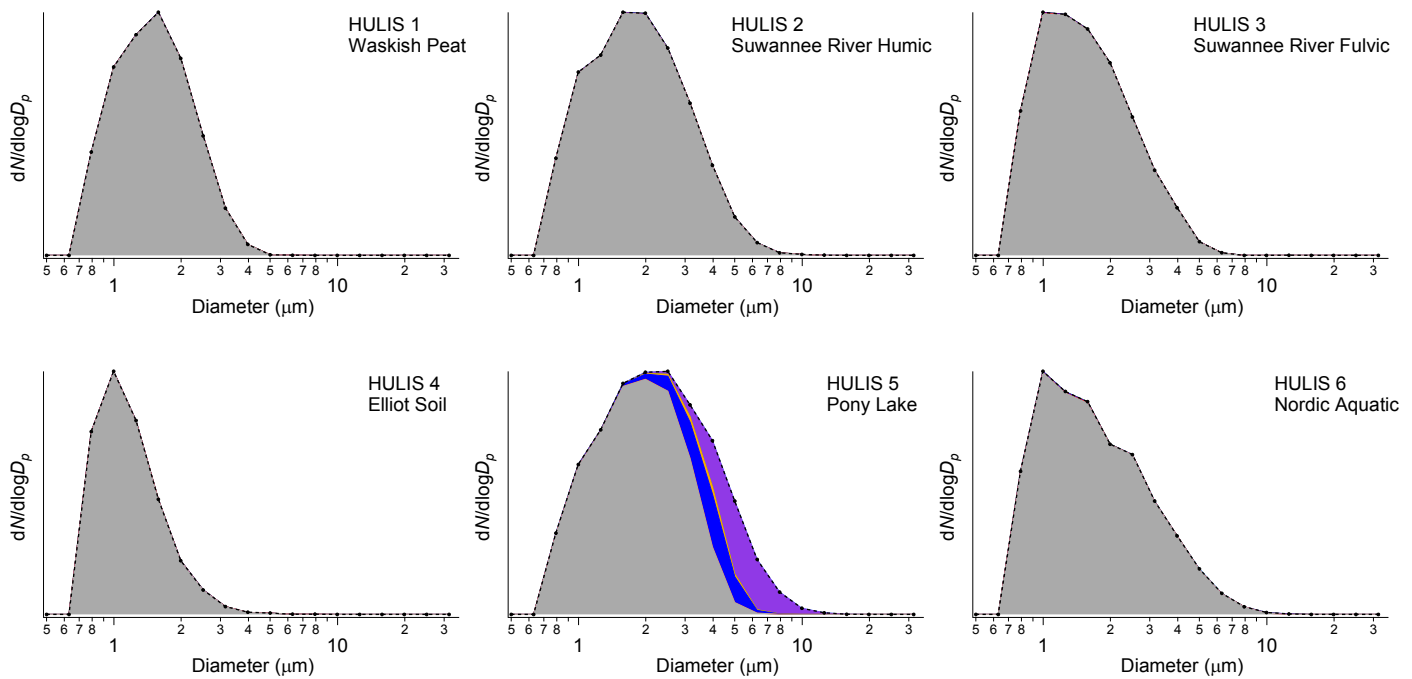 HULIS 1
Waskish Peat
dN/dlogDp
5 6 7 8 2 3 4 5 6 7 8 2 3
1 10
Diameter (µm)
HULIS 2
Suwannee River Humic
dN/dlogDp
5 6 7 8 2 3 4 5 6 7 8 2 3
1 10
Diameter (µm)
HULIS 3
Suwannee River Fulvic
dN/dlogDp
5 6 7 8 2 3 4 5 6 7 8 2 3
1 10
Diameter (µm)
HULIS 4
Elliot Soil
dN/dlogDp
5 6 7 8 2 3 4 5 6 7 8 2 3
1 10
Diameter (µm)
HULIS 5
Pony Lake
dN/dlogDp
5 6 7 8 2 3 4 5 6 7 8 2 3
1 10
Diameter (µm)
HULIS 6
Nordic Aquatic
dN/dlogDp
5 6 7 8 2 3 4 5 6 7 8 2 3
1 10
Diameter (µm)